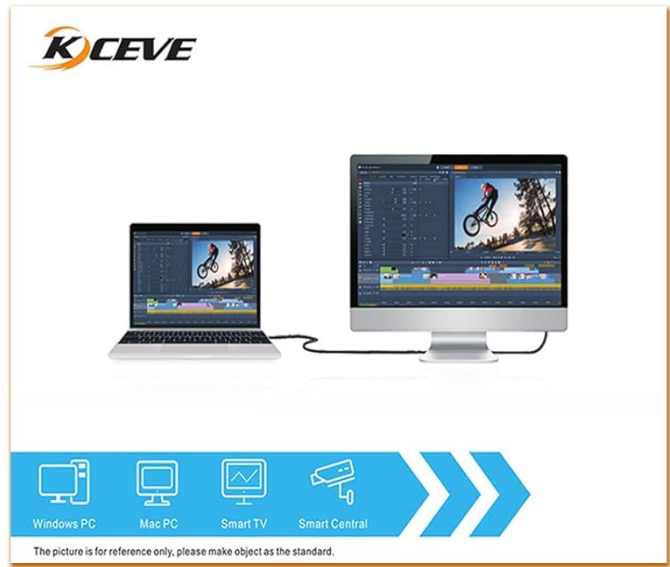 KCEVE
Windows PC
Mac PC
Smart TV
Smart Central
The picture is for reference only, please make object as the standard.